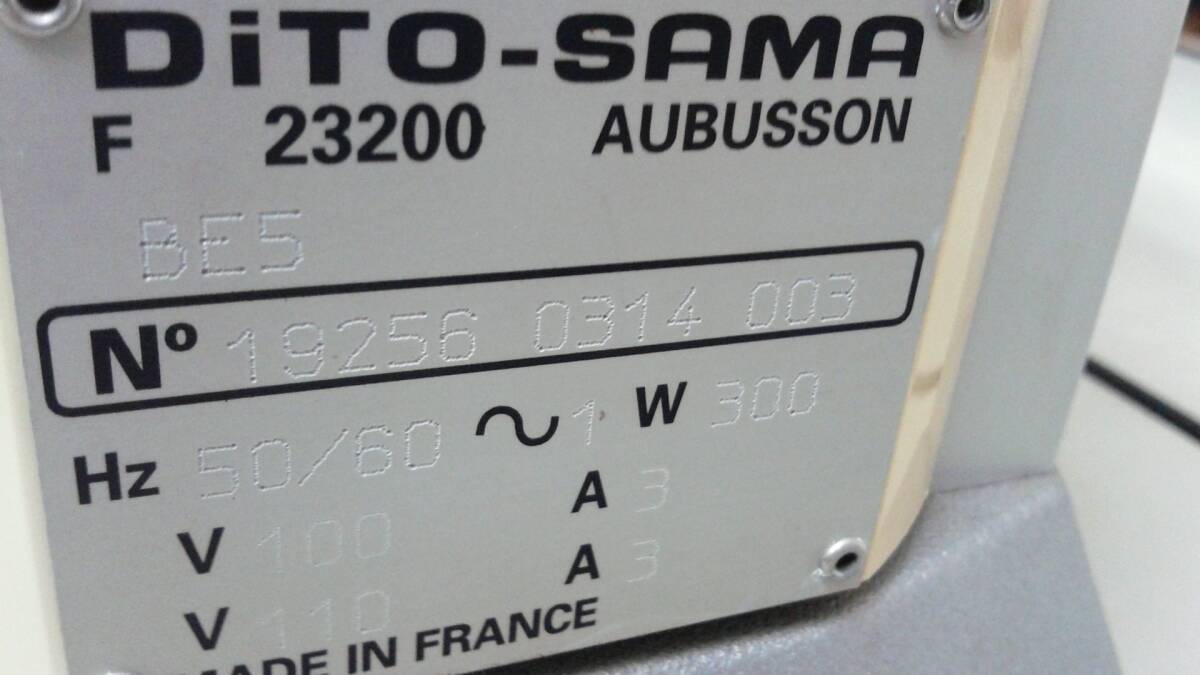 DiTO-SAMA
F 23200 AUBUSSON
BE5
Nº 19256 0314 003
Hz 50/60 ∿ 1 W 300
V 100 A 3
V 110 A 3
MADE IN FRANCE